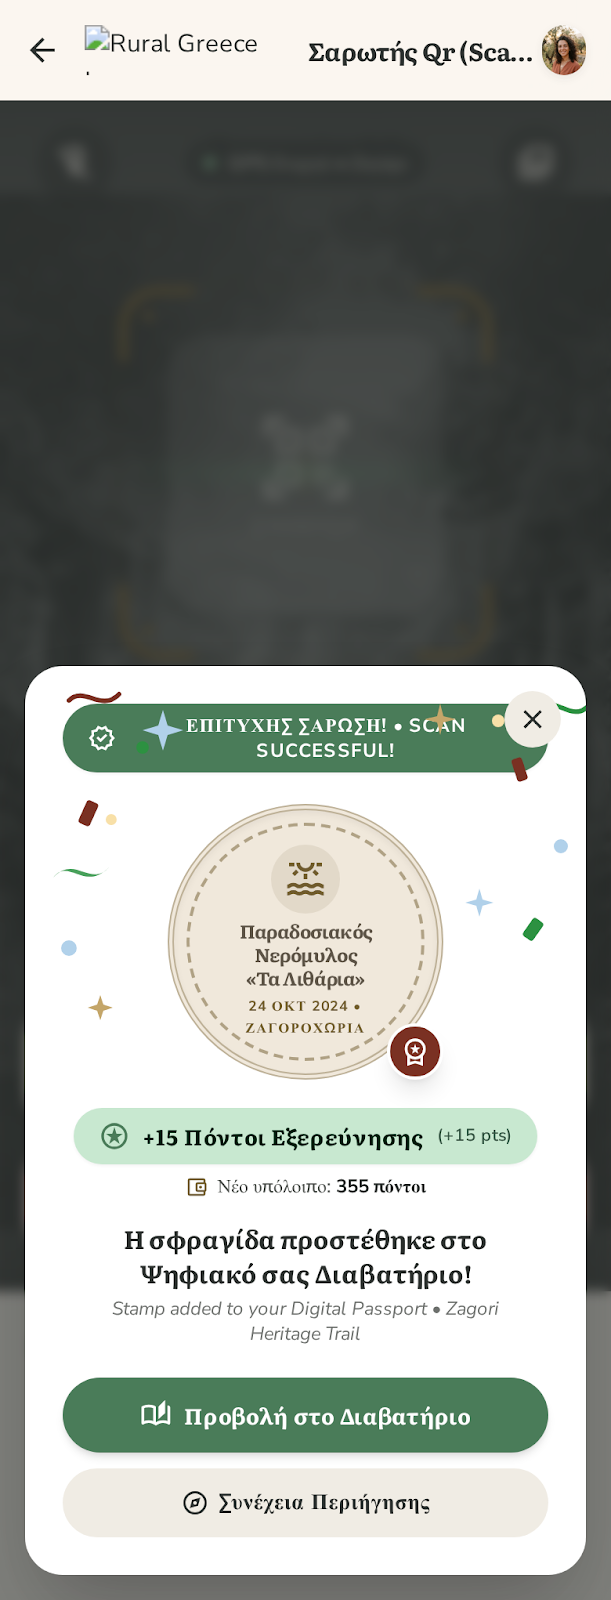 Rural Greece
Σαρωτής Qr (Sca...
ΕΠΙΤΥΧΗΣ ΣΑΡΩΣΗ! • SCAN
SUCCESSFUL!
Παραδοσιακός
Νερόμυλος
«Τα Λιθάρια»
24 ΟΚΤ 2024 •
ΖΑΓΟΡΟΧΩΡΙΑ
+15 Πόντοι Εξερεύνησης (+15 pts)
Νέο υπόλοιπο: 355 πόντοι
Η σφραγίδα προστέθηκε στο
Ψηφιακό σας Διαβατήριο!
Stamp added to your Digital Passport • Zagori
Heritage Trail
Προβολή στο Διαβατήριο
Συνέχεια Περιήγησης